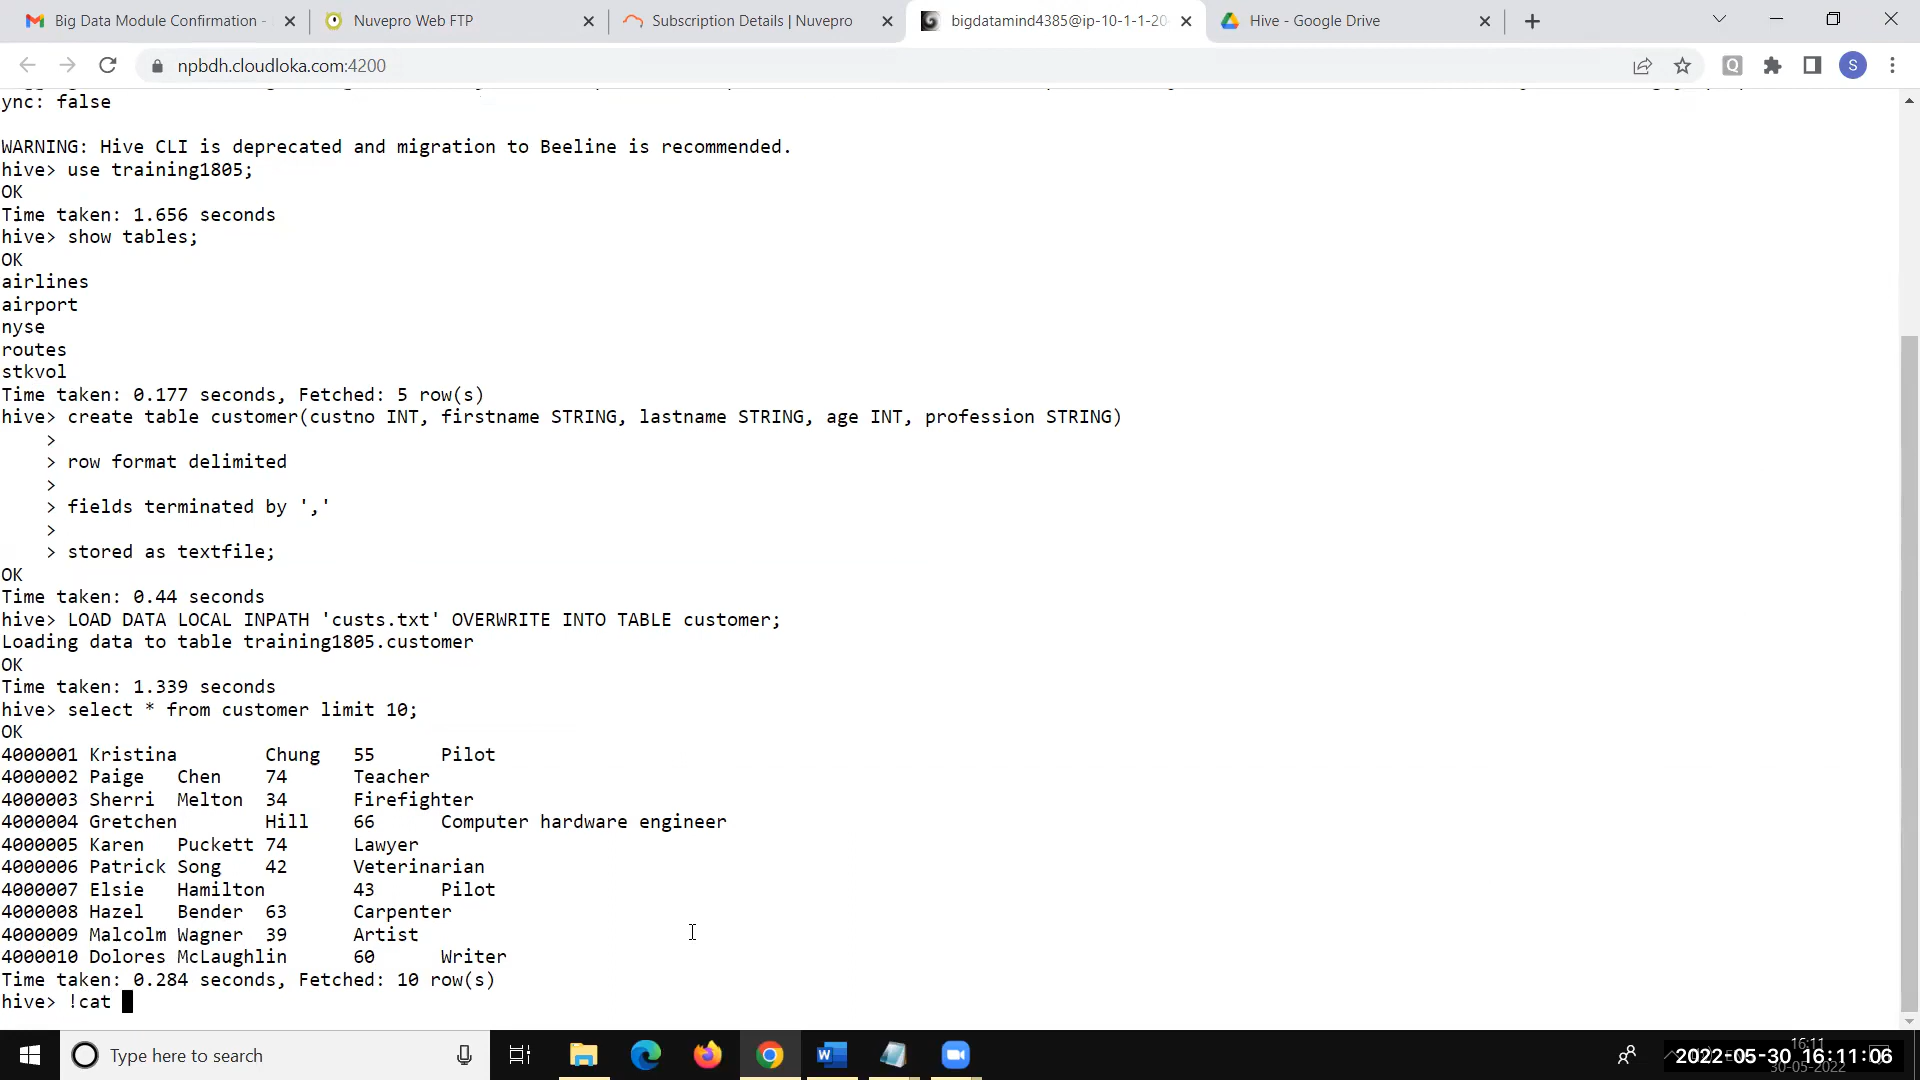 Big Data Module Confirmation -
Nuvepro Web FTP
Subscription Details | Nuvepro
bigdatamind4385@ip-10-1-1-20-
Hive - Google Drive
npbdh.cloudloka.com:4200
S
ync: false
WARNING: Hive CLI is deprecated and migration to Beeline is recommended.
hive> use training1805;
OK
Time taken: 1.656 seconds
hive> show tables;
OK
airlines
airport
nyse
routes
stkvol
Time taken: 0.177 seconds, Fetched: 5 row(s)
hive> create table customer(custno INT, firstname STRING, lastname STRING, age INT, profession STRING)
>
> row format delimited
>
> fields terminated by ','
>
> stored as textfile;
OK
Time taken: 0.44 seconds
hive> LOAD DATA LOCAL INPATH 'custs.txt' OVERWRITE INTO TABLE customer;
Loading data to table training1805.customer
OK
Time taken: 1.339 seconds
hive> select * from customer limit 10;
OK
4000001 Kristina Chung 55 Pilot
4000002 Paige Chen 74 Teacher
4000003 Sherri Melton 34 Firefighter
4000004 Gretchen Hill 66 Computer hardware engineer
4000005 Karen Puckett 74 Lawyer
4000006 Patrick Song 42 Veterinarian
4000007 Elsie Hamilton 43 Pilot
4000008 Hazel Bender 63 Carpenter
4000009 Malcolm Wagner 39 Artist
4000010 Dolores McLaughlin 60 Writer
Time taken: 0.284 seconds, Fetched: 10 row(s)
hive> !cat
Type here to search
16:11
2022-05-30 16:11:06
30-05-2022